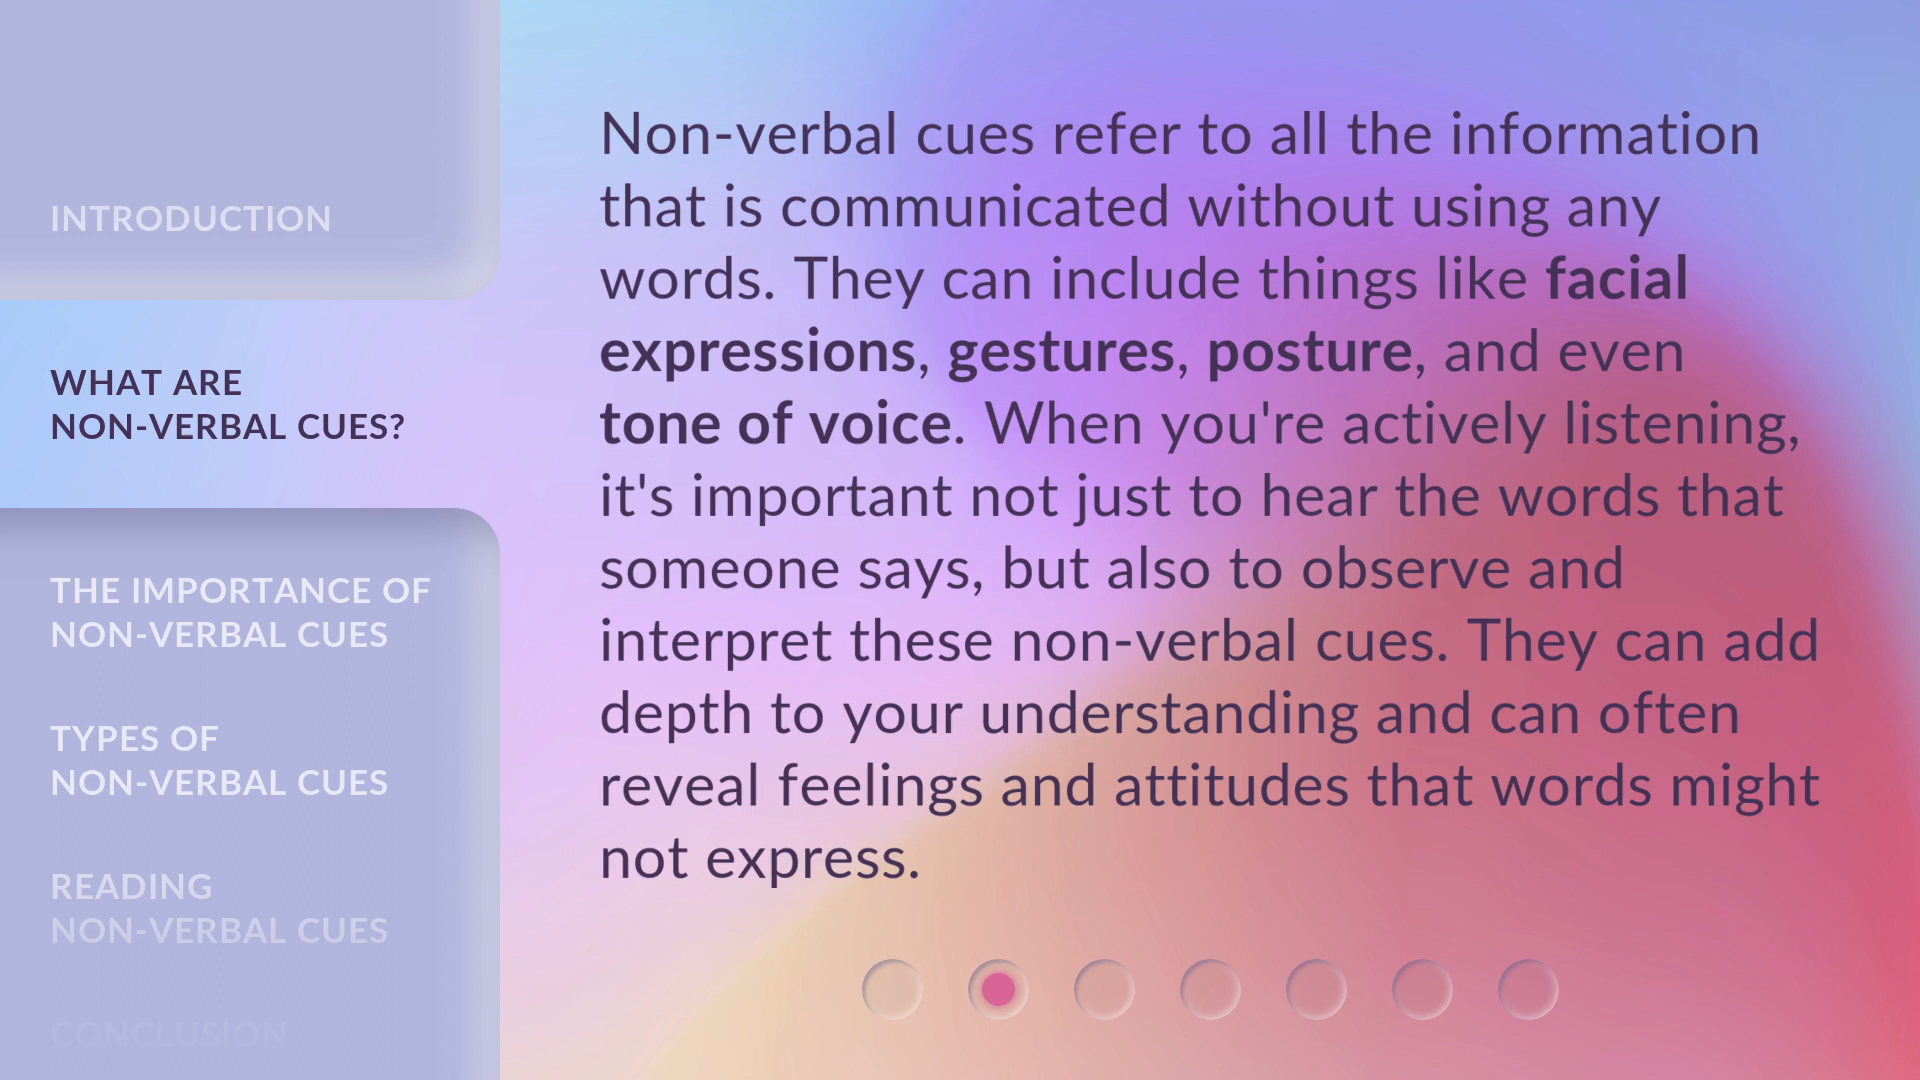 INTRODUCTION
WHAT ARE
NON-VERBAL CUES?
THE IMPORTANCE OF
NON-VERBAL CUES
TYPES OF
NON-VERBAL CUES
READING
NON-VERBAL CUES
CONCLUSION
Non-verbal cues refer to all the information
that is communicated without using any
words. They can include things like facial
expressions, gestures, posture, and even
tone of voice. When you're actively listening,
it's important not just to hear the words that
someone says, but also to observe and
interpret these non-verbal cues. They can add
depth to your understanding and can often
reveal feelings and attitudes that words might
not express.